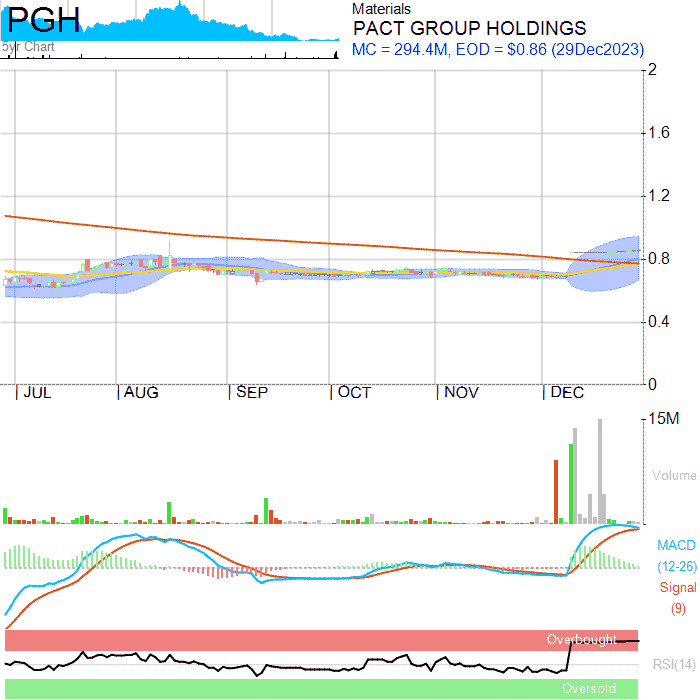 PGH
5yr Chart
Materials
PACT GROUP HOLDINGS
MC = 294.4M, EOD = $0.86 (29Dec2023)
2
1.6
1.2
0.8
0.4
0
JUL AUG SEP OCT NOV DEC
15M
Volume
MACD
(12-26)
Signal
(9)
Overbought
RSI(14)
Oversold